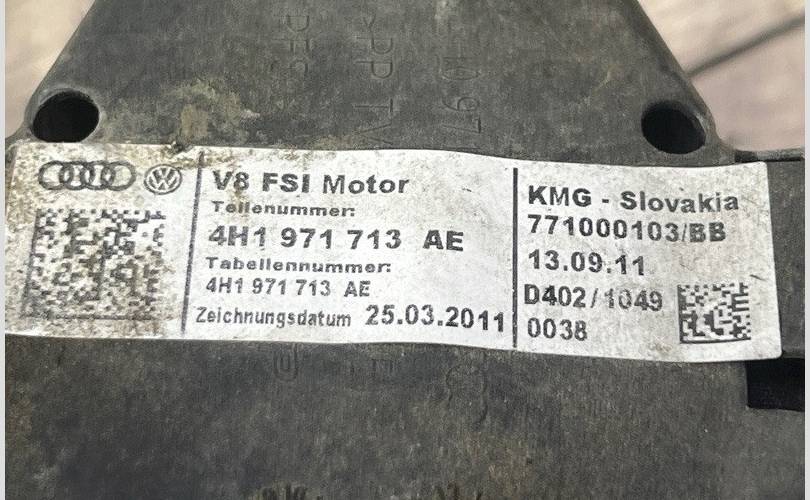 V8 FSI Motor
Teilenummer:
4H1 971 713 AE
Tabellennummer:
4H1 971 713 AE
Zeichnungsdatum 25.03.2011
KMG - Slovakia
771000103/BB
13.09.11
D402/1049
0038